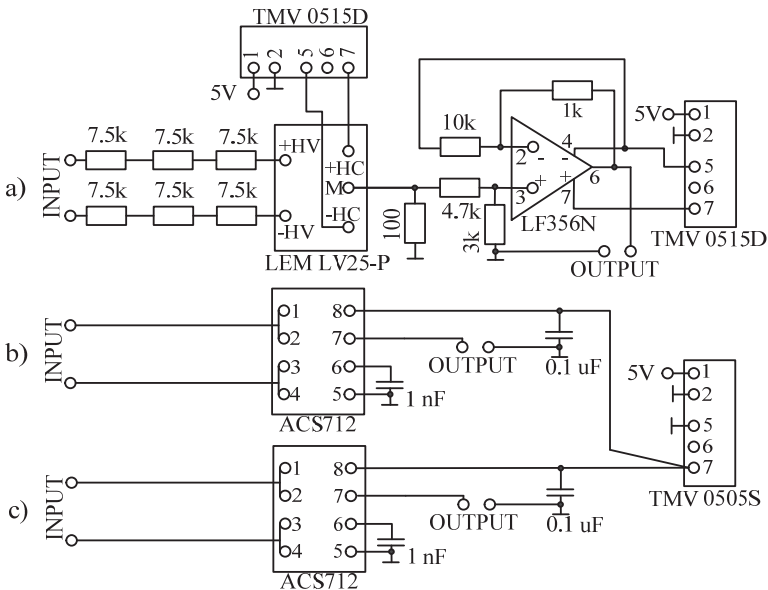 TMV 0515D
1 2 5 6 7
5V
7.5k 7.5k 7.5k
INPUT
7.5k 7.5k 7.5k
a)
+HV
+HC
M
-HC
-HV
LEM LV25-P
100
4.7k
3k
10k
1k
2 -
3 +
- 4
+ 7
6
LF356N
OUTPUT
5V 1
2
5
6
7
TMV 0515D
b)
INPUT
1 8
2 7
3 6
4 5
ACS712
1 nF
OUTPUT
0.1 uF
5V 1
2
5
6
7
TMV 0505S
c)
INPUT
1 8
2 7
3 6
4 5
ACS712
1 nF
OUTPUT
0.1 uF